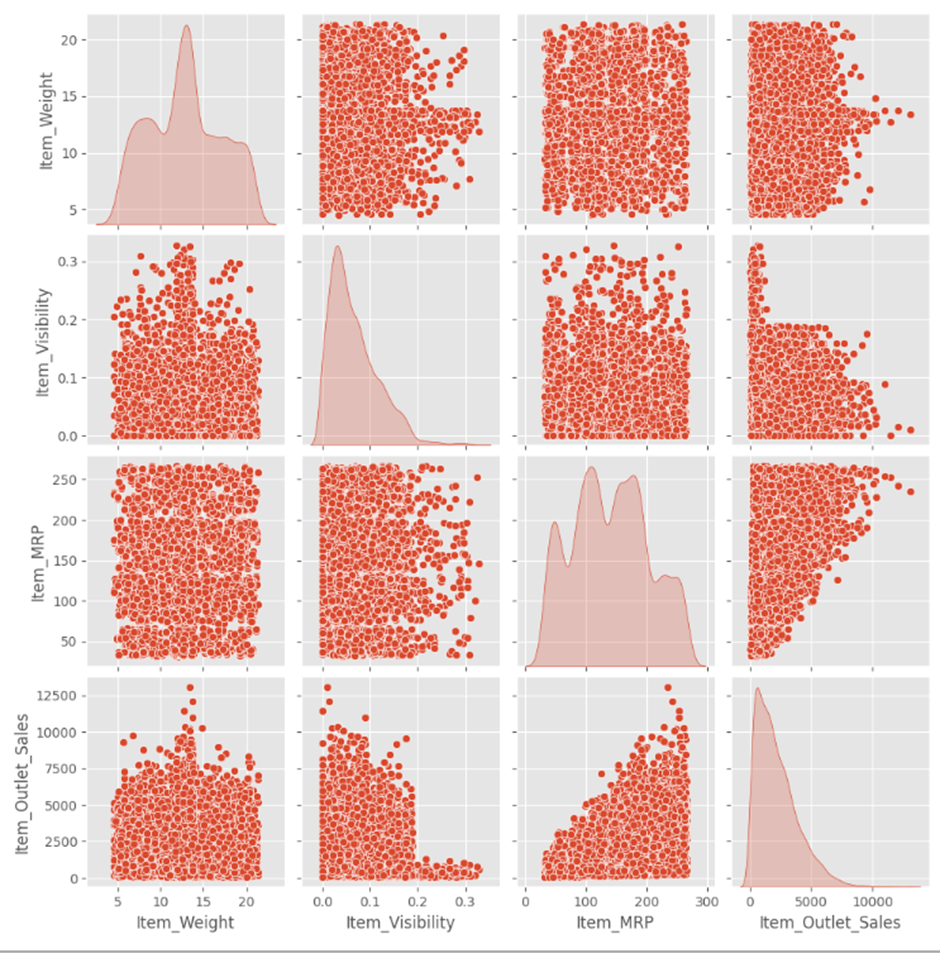 20
15
10
5
Item_Weight
0.3
0.2
0.1
0.0
Item_Visibility
250
200
150
100
50
Item_MRP
12500
10000
7500
5000
2500
0
Item_Outlet_Sales
5 10 15 20
0.0 0.1 0.2 0.3
0 100 200 300
0 5000 10000
Item_Weight Item_Visibility Item_MRP Item_Outlet_Sales